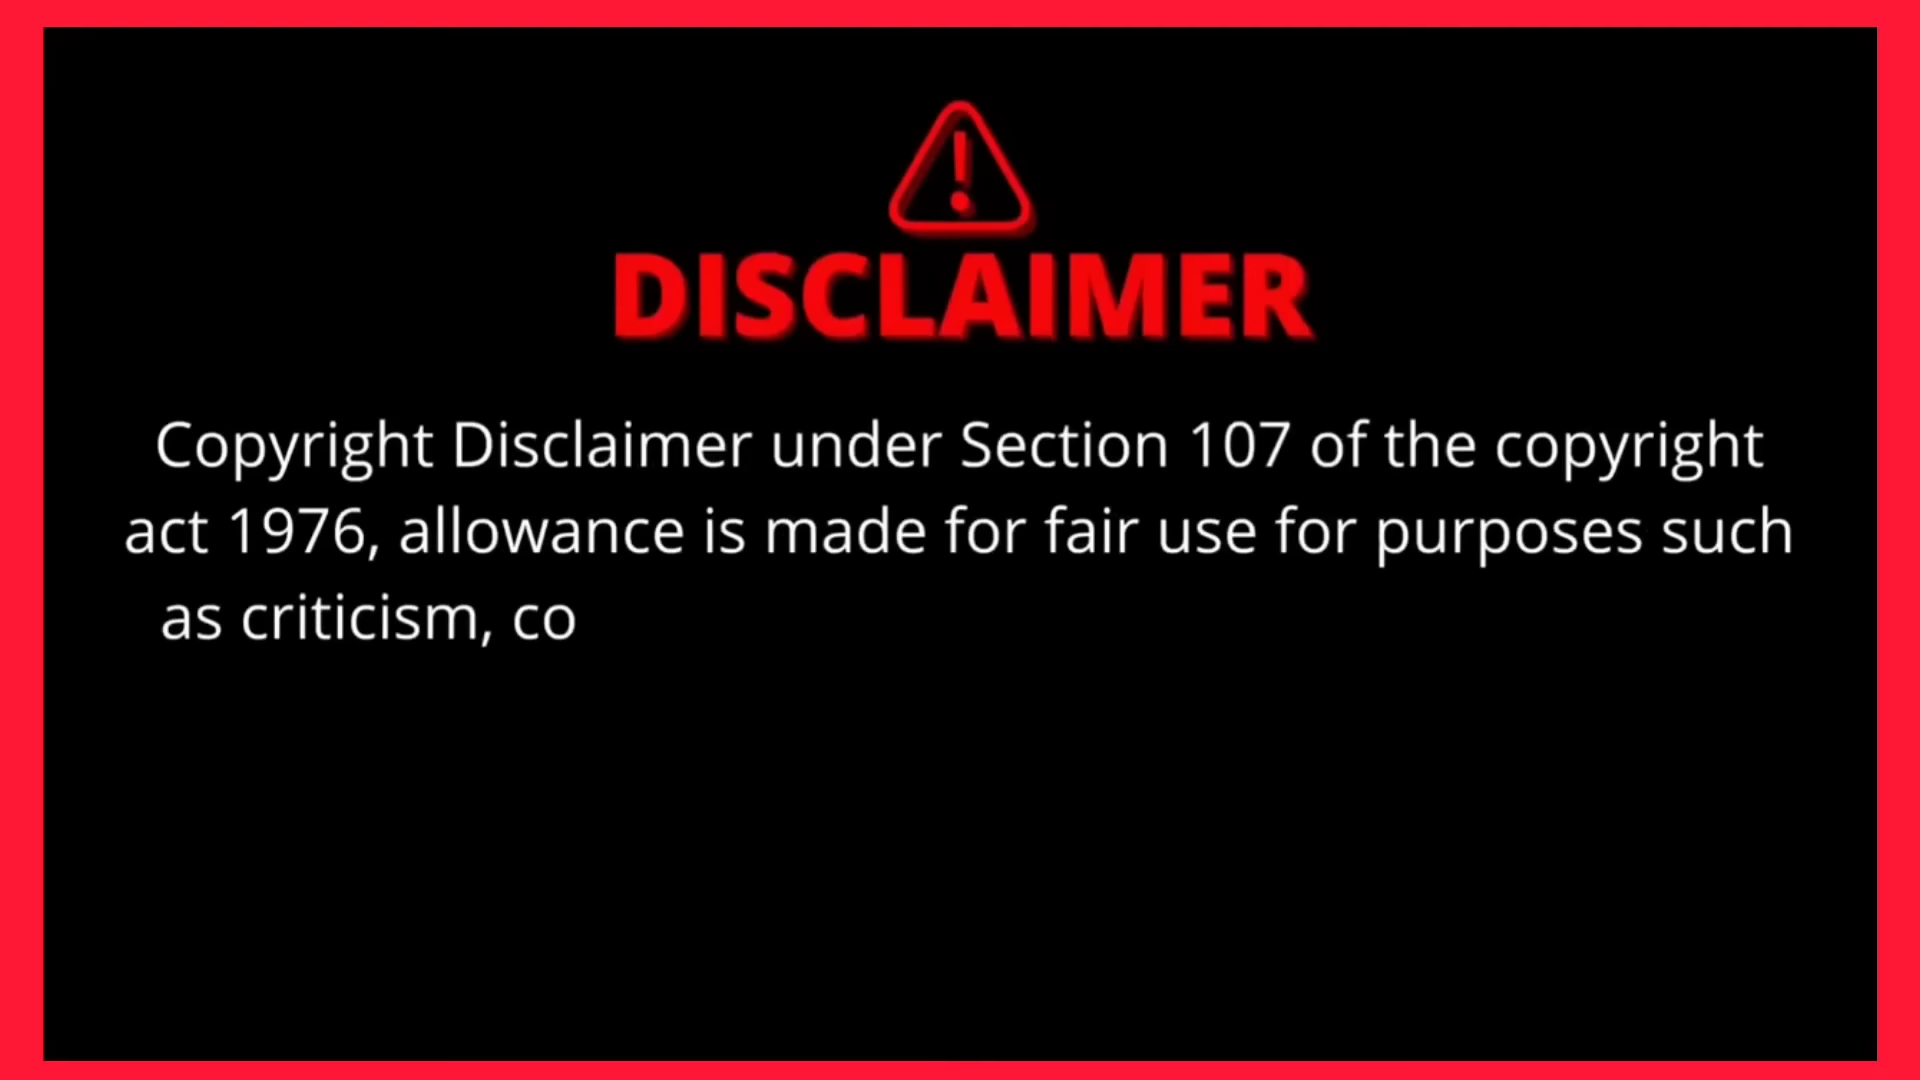 DISCLAIMER
Copyright Disclaimer under Section 107 of the copyright
act 1976, allowance is made for fair use for purposes such
as criticism, co